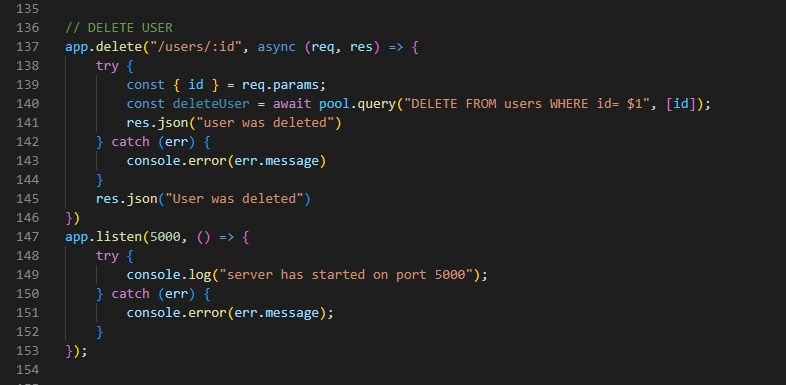 135
136 // DELETE USER
137 app.delete("/users/:id", async (req, res) => {
138     try {
139         const { id } = req.params;
140         const deleteUser = await pool.query("DELETE FROM users WHERE id= $1", [id]);
141         res.json("user was deleted")
142     } catch (err) {
143         console.error(err.message)
144     }
145     res.json("User was deleted")
146 })
147 app.listen(5000, () => {
148     try {
149         console.log("server has started on port 5000");
150     } catch (err) {
151         console.error(err.message);
152     }
153 });
154